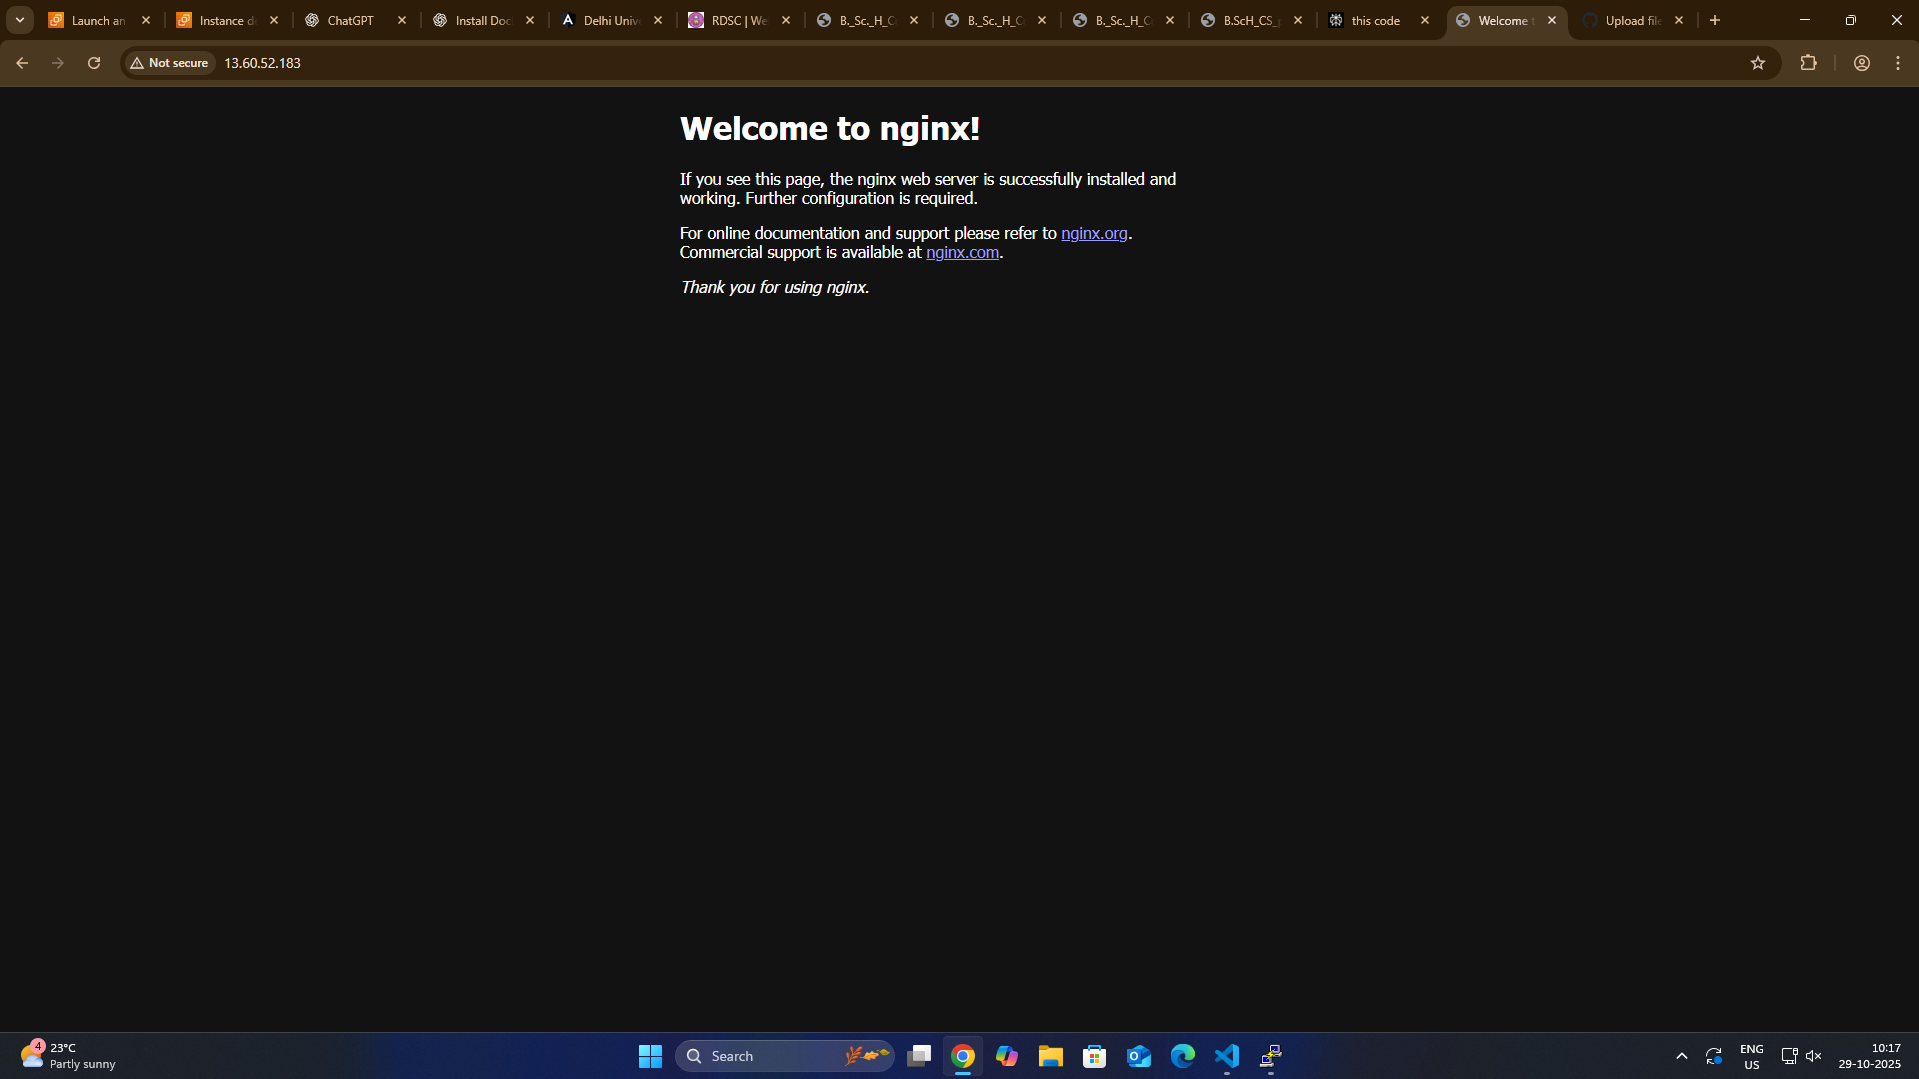 Launch an
Instance de
ChatGPT
Install Doc
Delhi Unive
RDSC | We
B._Sc._H_C
B._Sc._H_C
B._Sc._H_C
B.ScH_CS_
this code
Welcome t
Upload file
Not secure
13.60.52.183
Welcome to nginx!
If you see this page, the nginx web server is successfully installed and
working. Further configuration is required.
For online documentation and support please refer to nginx.org.
Commercial support is available at nginx.com.
Thank you for using nginx.
4
23°C
Partly sunny
Search
ENG
US
10:17
29-10-2025